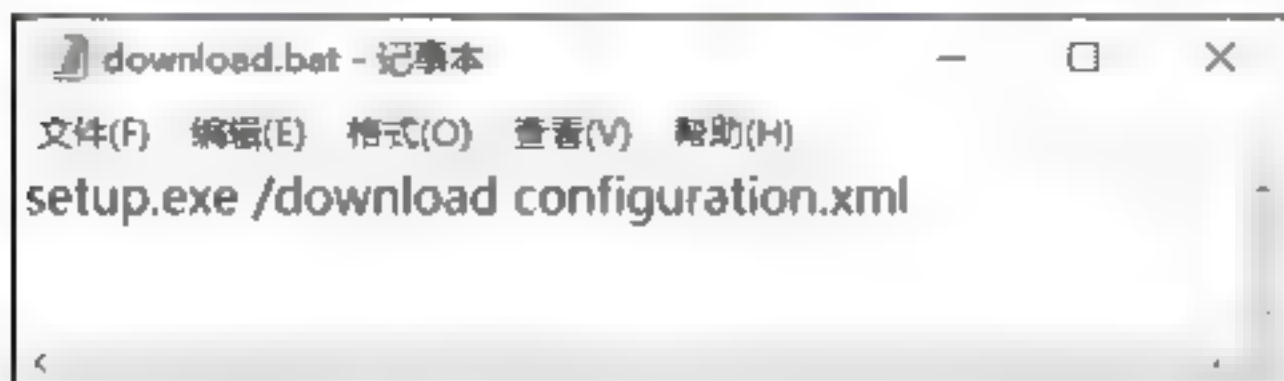 download.bat - 记事本
文件(F) 编辑(E) 格式(O) 查看(V) 帮助(H)
setup.exe /download configuration.xml